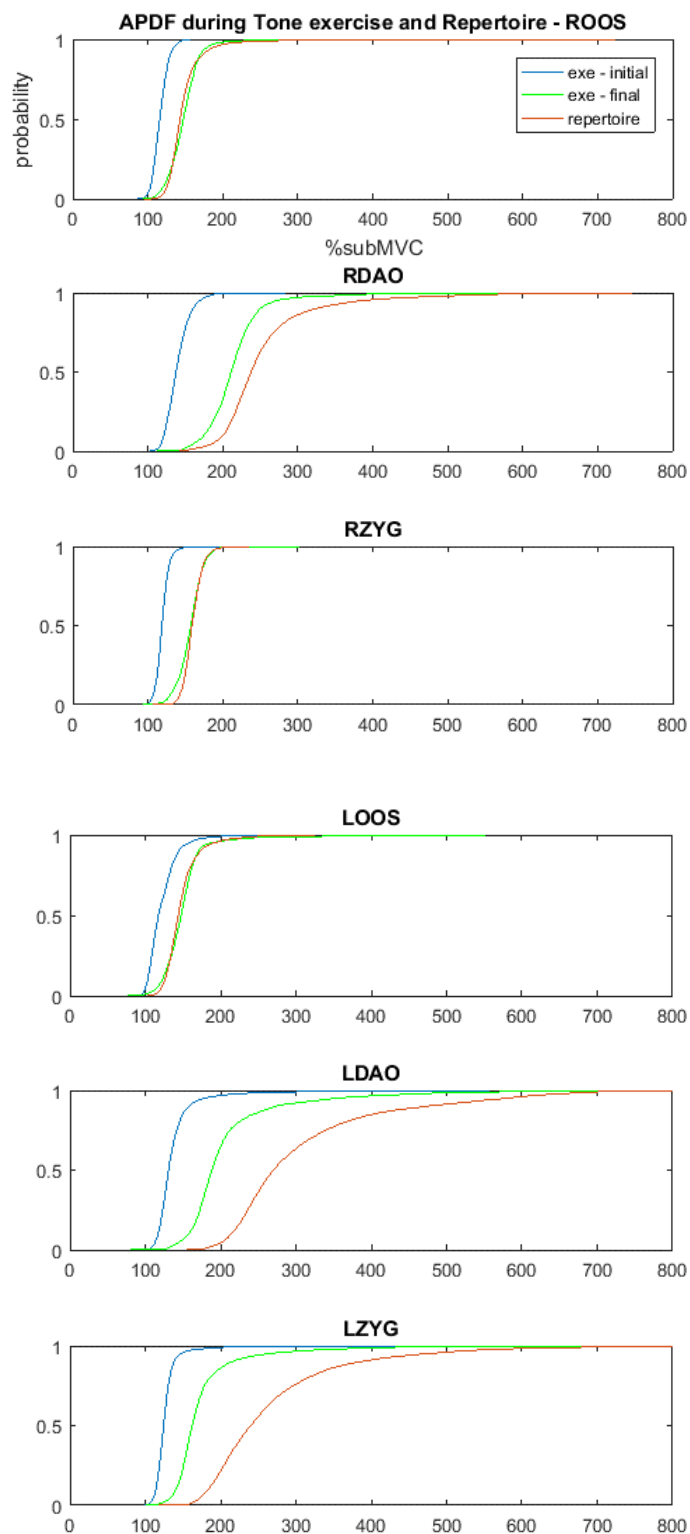 APDF during Tone exercise and Repertoire - ROOS
1
0.5
0
probability
exe - initial
exe - final
repertoire
0 100 200 300 400 500 600 700 800
%subMVC
RDAO
1
0.5
0
0 100 200 300 400 500 600 700 800
RZYG
1
0.5
0
0 100 200 300 400 500 600 700 800
LOOS
1
0.5
0
0 100 200 300 400 500 600 700 800
LDAO
1
0.5
0
0 100 200 300 400 500 600 700 800
LZYG
1
0.5
0
0 100 200 300 400 500 600 700 800